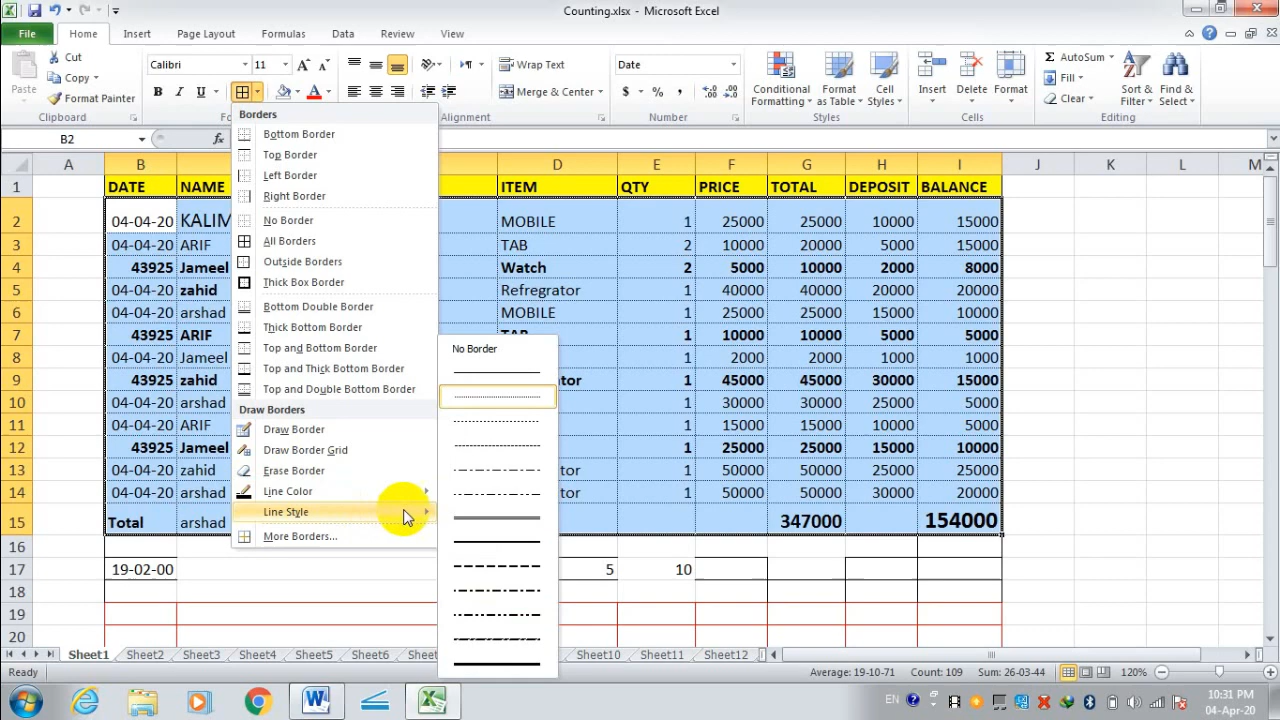 Counting.xlsx - Microsoft Excel
File Home Insert Page Layout Formulas Data Review View
Cut
Copy
Paste
Format Painter
Clipboard
Calibri 11
B I U
Wrap Text
Merge & Center
Alignment
Date
$ % ,
Number
Conditional Formatting
Format as Table
Cell Styles
Styles
Insert Delete Format
Cells
Σ AutoSum
Fill
Clear
Sort & Filter
Find & Select
Editing
B2 fx
A B D E F G H I J K L M
1 DATE NAME ITEM QTY PRICE TOTAL DEPOSIT BALANCE
2 04-04-20 KALIM MOBILE 1 25000 25000 10000 15000
3 04-04-20 ARIF TAB 2 10000 20000 5000 15000
4 43925 Jameel Watch 2 5000 10000 2000 8000
5 04-04-20 zahid Refregrator 1 40000 40000 20000 20000
6 04-04-20 arshad MOBILE 1 25000 25000 15000 10000
7 43925 ARIF TAB 1 10000 10000 5000 5000
8 04-04-20 Jameel 1 2000 2000 1000 1000
9 43925 zahid ator 1 45000 45000 30000 15000
10 04-04-20 arshad 1 30000 30000 25000 5000
11 04-04-20 ARIF 1 15000 15000 10000 5000
12 43925 Jameel 1 25000 25000 15000 10000
13 04-04-20 zahid tor 1 50000 50000 25000 25000
14 04-04-20 arshad tor 1 50000 50000 30000 20000
15 Total arshad 347000 154000
16
17 19-02-00 5 10
18
19
20
Borders
Bottom Border
Top Border
Left Border
Right Border
No Border
All Borders
Outside Borders
Thick Box Border
Bottom Double Border
Thick Bottom Border
Top and Bottom Border
Top and Thick Bottom Border
Top and Double Bottom Border
Draw Borders
Draw Border
Draw Border Grid
Erase Border
Line Color
Line Style
More Borders...
No Border
Sheet1 Sheet2 Sheet3 Sheet4 Sheet5 Sheet6 Sheet10 Sheet11 Sheet12
Ready Average: 19-10-71 Count: 109 Sum: 26-03-44 120%
EN 10:31 PM
04-Apr-20